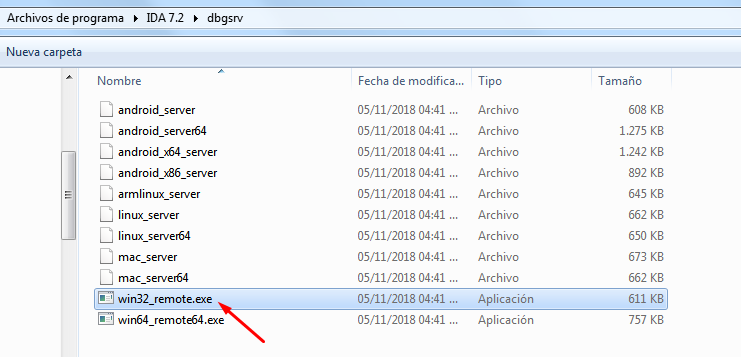 Archivos de programa ▸ IDA 7.2 ▸ dbgsrv
Nueva carpeta
Nombre Fecha de modifica... Tipo Tamaño
android_server 05/11/2018 04:41 ... Archivo 608 KB
android_server64 05/11/2018 04:41 ... Archivo 1.275 KB
android_x64_server 05/11/2018 04:41 ... Archivo 1.242 KB
android_x86_server 05/11/2018 04:41 ... Archivo 892 KB
armlinux_server 05/11/2018 04:41 ... Archivo 645 KB
linux_server 05/11/2018 04:41 ... Archivo 662 KB
linux_server64 05/11/2018 04:41 ... Archivo 650 KB
mac_server 05/11/2018 04:41 ... Archivo 673 KB
mac_server64 05/11/2018 04:41 ... Archivo 662 KB
win32_remote.exe 05/11/2018 04:41 ... Aplicación 611 KB
win64_remote64.exe 05/11/2018 04:41 ... Aplicación 757 KB